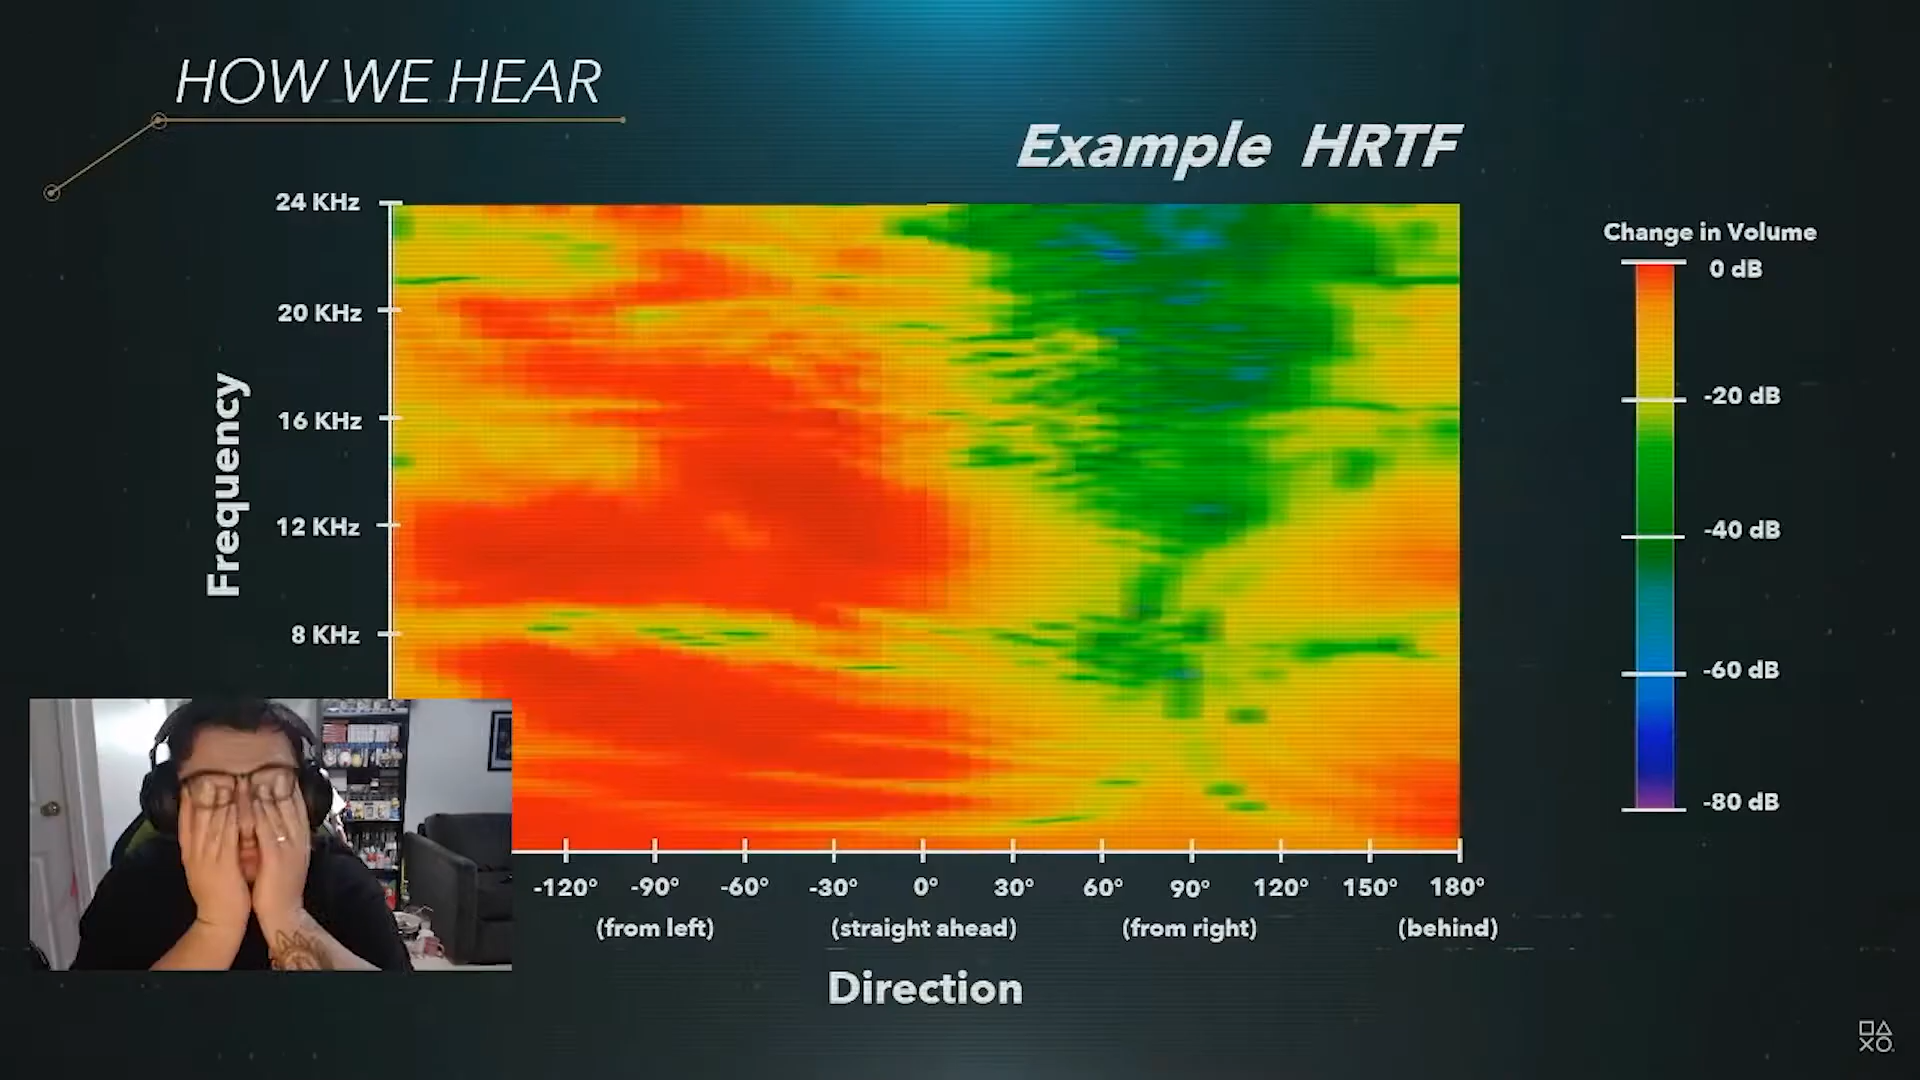 HOW WE HEAR
Example HRTF
24 KHz
20 KHz
16 KHz
12 KHz
8 KHz
Frequency
Change in Volume
0 dB
-20 dB
-40 dB
-60 dB
-80 dB
-120° -90° -60° -30° 0° 30° 60° 90° 120° 150° 180°
(from left) (straight ahead) (from right) (behind)
Direction